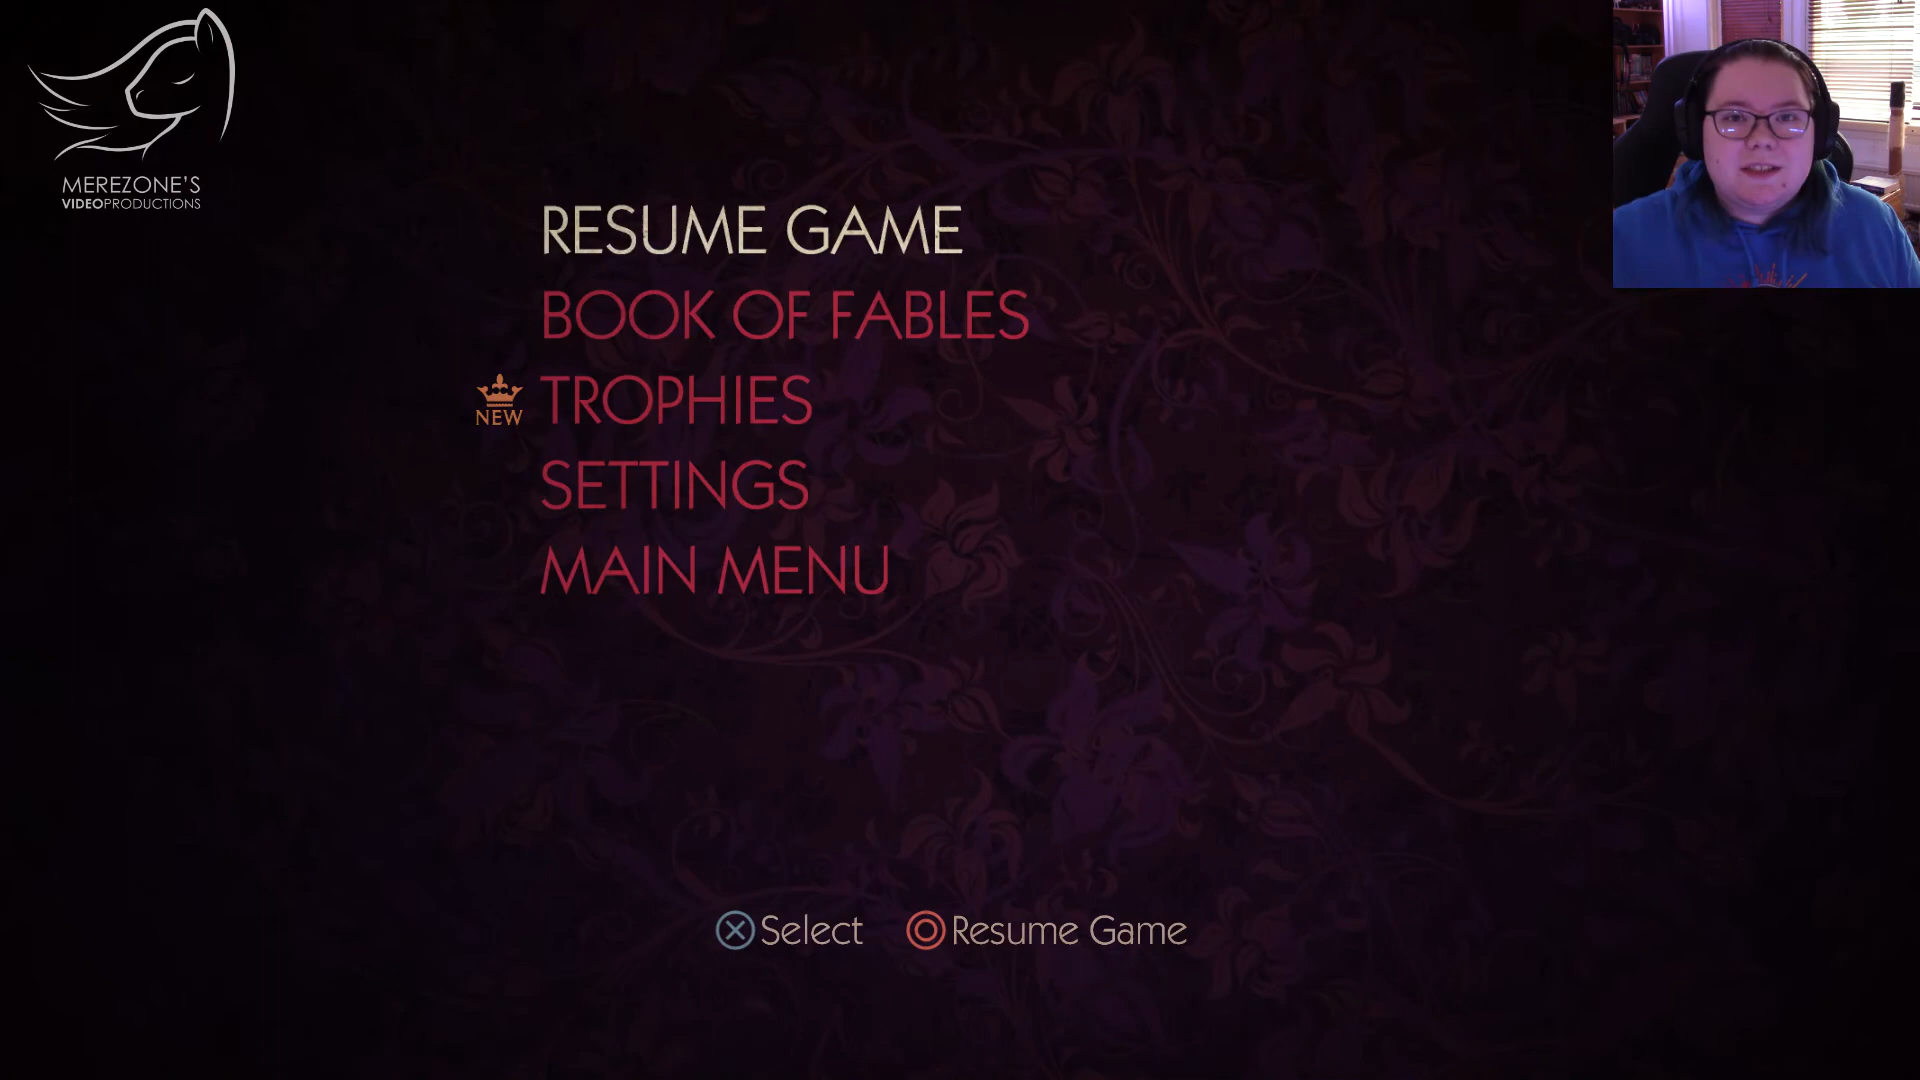 MEREZONE'S
VIDEOPRODUCTIONS
RESUME GAME
BOOK OF FABLES
NEW TROPHIES
SETTINGS
MAIN MENU
Select Resume Game